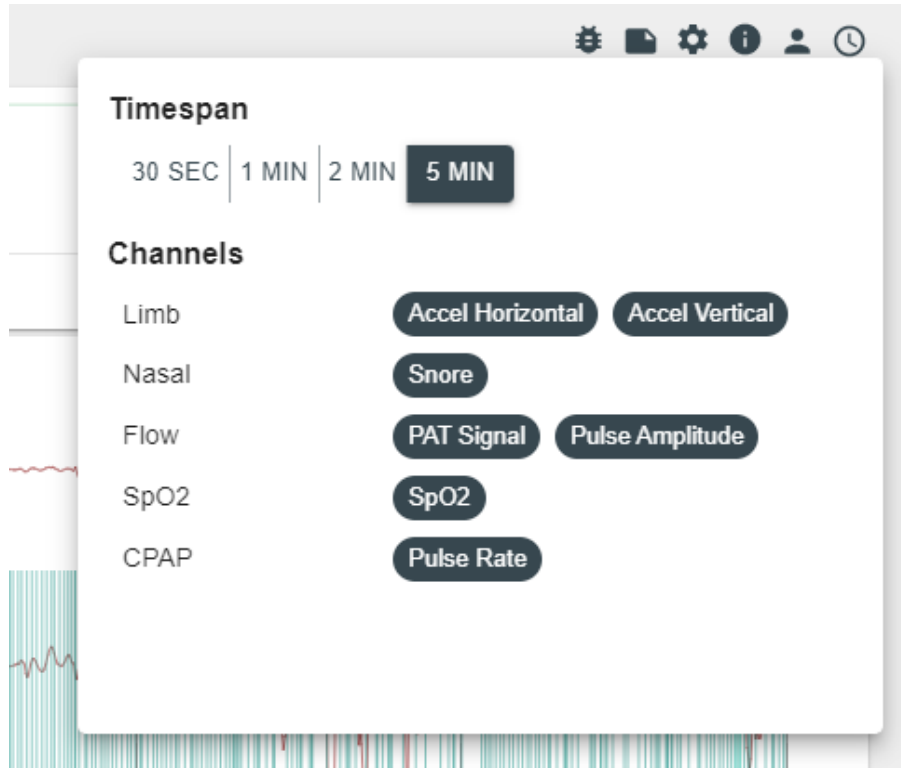 Timespan
30 SEC 1 MIN 2 MIN 5 MIN
Channels
Limb Accel Horizontal Accel Vertical
Nasal Snore
Flow PAT Signal Pulse Amplitude
SpO2 SpO2
CPAP Pulse Rate